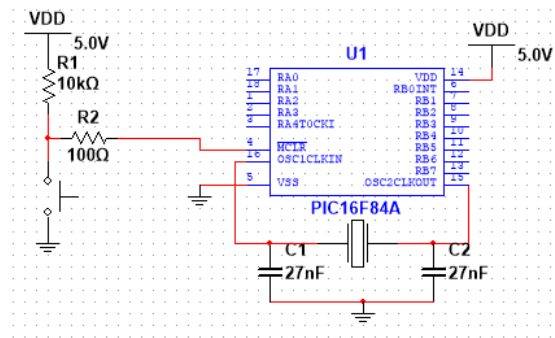 VDD
5.0V
R1
10kΩ
R2
100Ω
VDD
5.0V
U1
17 RA0
18 RA1
1 RA2
2 RA3
3 RA4T0CKI
4 MCLR
16 OSC1CLKIN
5 VSS
VDD 14
RB0INT 6
RB1 7
RB2 8
RB3 9
RB4 10
RB5 11
RB6 12
RB7 13
OSC2CLKOUT 15
PIC16F84A
C1
27nF
C2
27nF